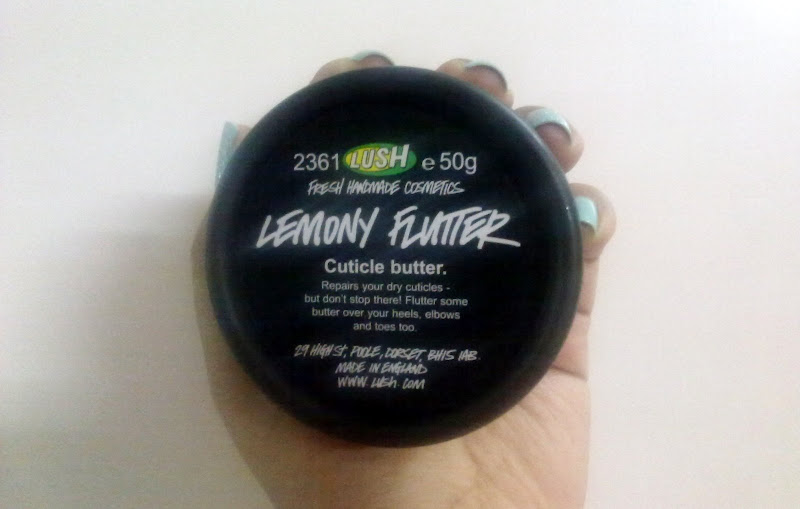 2361 LUSH e 50g
FRESH HANDMADE COSMETICS
LEMONY FLUTTER
Cuticle butter.
Repairs your dry cuticles -
but don't stop there! Flutter some
butter over your heels, elbows
and toes too.
29 HIGH ST, POOLE, DORSET, BH15 1AB.
MADE IN ENGLAND
WWW.LUSH.COM